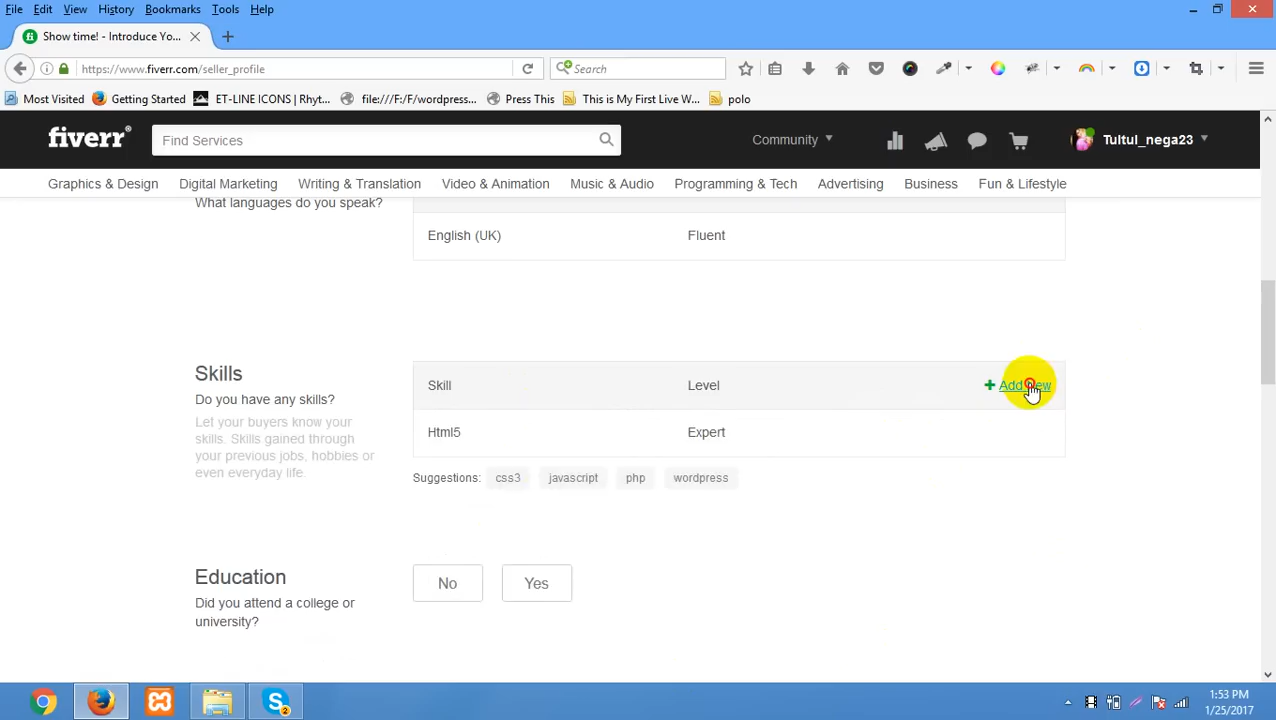 File Edit View History Bookmarks Tools Help
Show time! - Introduce Yo...
https://www.fiverr.com/seller_profile
Search
Most Visited Getting Started ET-LINE ICONS | Rhyt... file:///F:/F/wordpress... Press This This is My First Live W... polo
fiverr®
Find Services
Community
Tultul_nega23
Graphics & Design Digital Marketing Writing & Translation Video & Animation Music & Audio Programming & Tech Advertising Business Fun & Lifestyle
What languages do you speak?
English (UK) Fluent
Skills
Do you have any skills?
Let your buyers know your
skills. Skills gained through
your previous jobs, hobbies or
even everyday life.
Skill Level + Add New
Html5 Expert
Suggestions: css3 javascript php wordpress
Education
Did you attend a college or
university?
No Yes
1:53 PM
1/25/2017